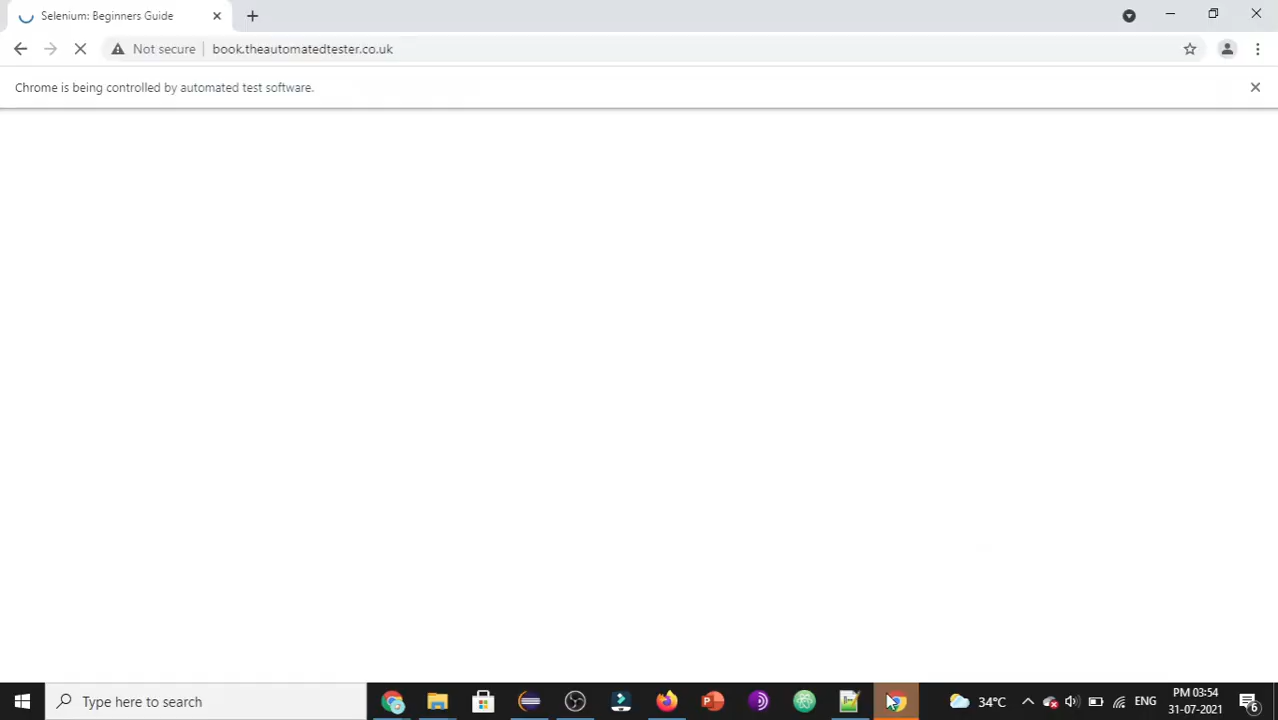 Selenium: Beginners Guide
Not secure
book.theautomatedtester.co.uk
Chrome is being controlled by automated test software.
Type here to search
34°C
ENG
PM 03:54
31-07-2021
6